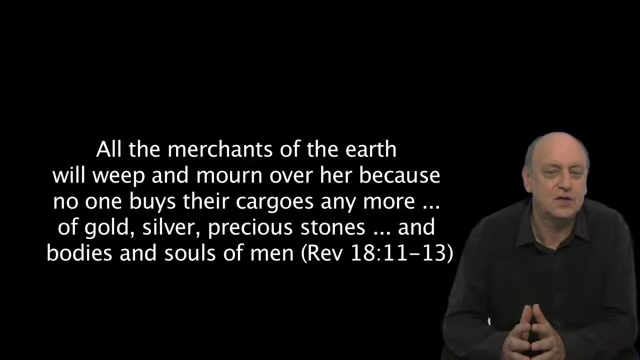 All the merchants of the earth
will weep and mourn over her because
no one buys their cargoes any more ...
of gold, silver, precious stones ... and
bodies and souls of men (Rev 18:11-13)